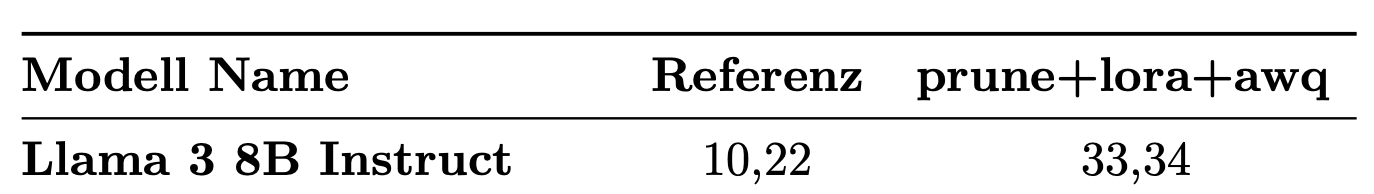 Modell Name Referenz prune+lora+awq
Llama 3 8B Instruct 10,22 33,34